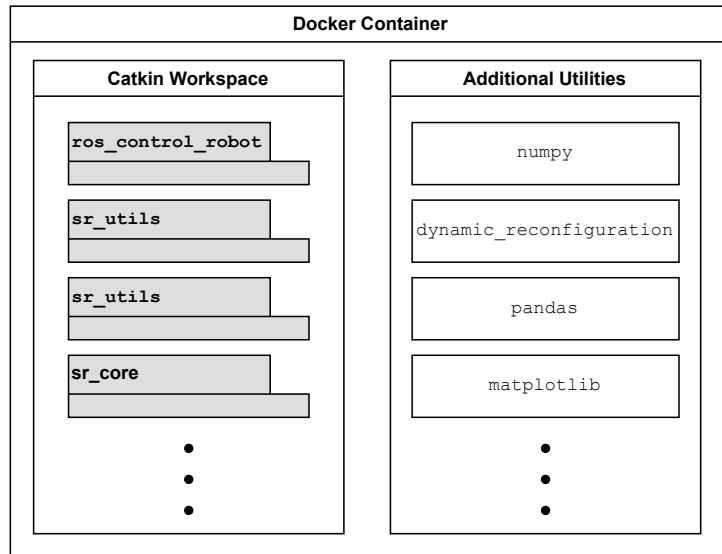 Docker Container
Catkin Workspace
ros_control_robot
sr_utils
sr_utils
sr_core
Additional Utilities
numpy
dynamic_reconfiguration
pandas
matplotlib